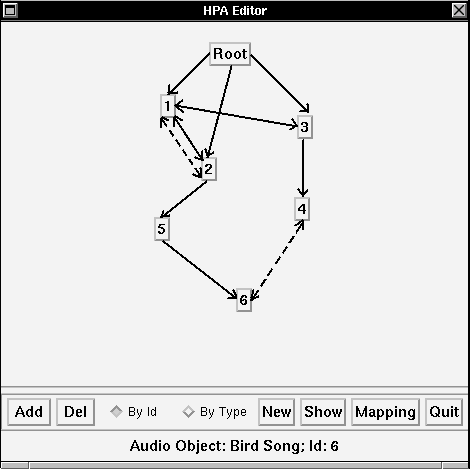 HPA Editor
Root
1
3
2
4
5
6
Add Del By Id By Type New Show Mapping Quit
Audio Object: Bird Song; Id: 6